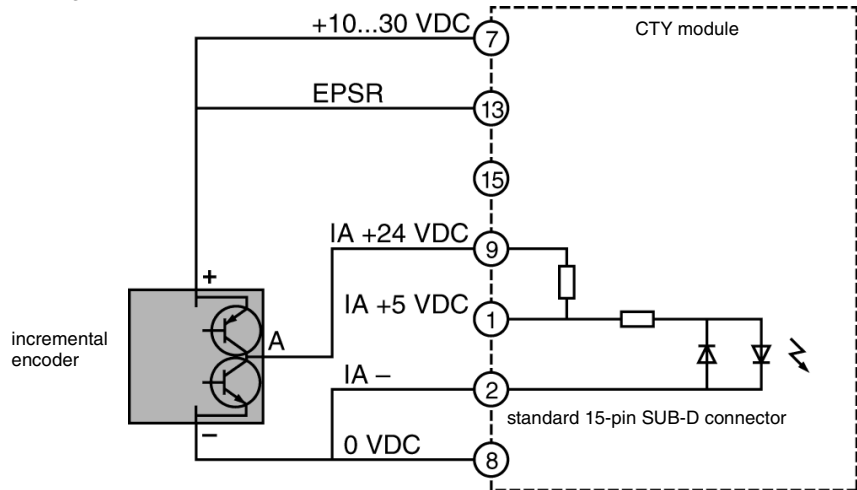 +10...30 VDC
7
CTY module
EPSR
13
15
IA +24 VDC
9
+
IA +5 VDC
1
incremental
encoder
A
IA –
2
standard 15-pin SUB-D connector
–
0 VDC
8